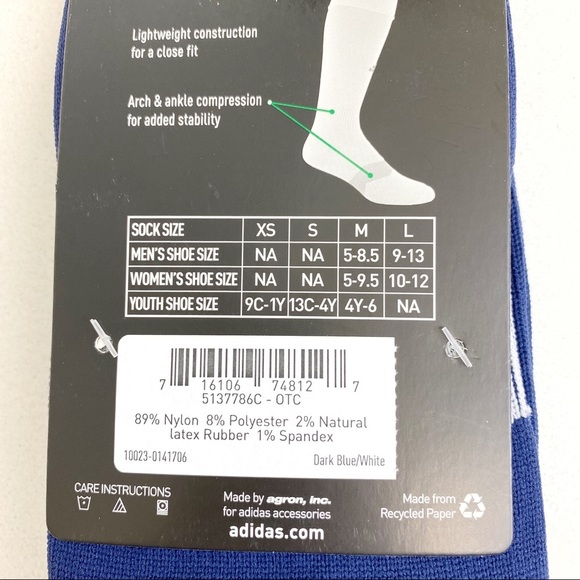 Lightweight construction
for a close fit
Arch & ankle compression
for added stability
SOCK SIZE XS S M L
MEN'S SHOE SIZE NA NA 5-8.5 9-13
WOMEN'S SHOE SIZE NA NA 5-9.5 10-12
YOUTH SHOE SIZE 9C-1Y 13C-4Y 4Y-6 NA
7 16106 74812 7
5137786C - OTC
89% Nylon 8% Polyester 2% Natural
latex Rubber 1% Spandex
10023-0141706 Dark Blue/White
CARE INSTRUCTIONS
Made by agron, inc.
for adidas accessories
adidas.com
Made from
Recycled Paper